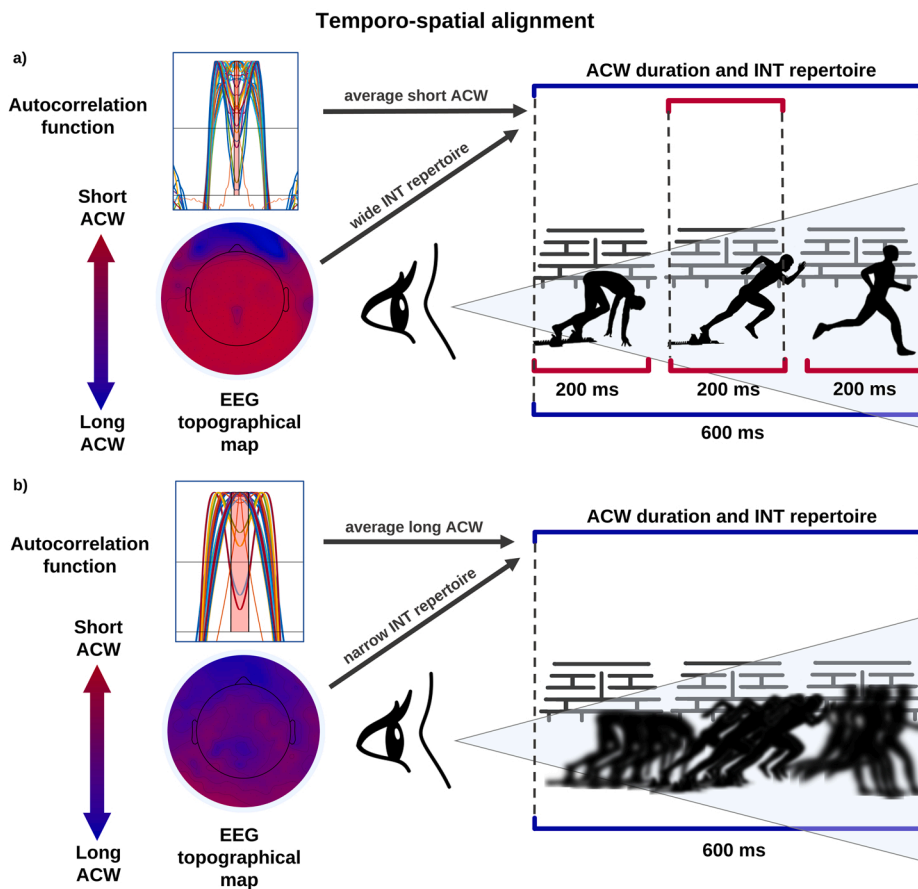 Temporo-spatial alignment
a)
Autocorrelation
function
average short ACW
wide INT repertoire
ACW duration and INT repertoire
Short
ACW
Long
ACW
EEG
topographical
map
200 ms
200 ms
200 ms
600 ms
b)
Autocorrelation
function
average long ACW
narrow INT repertoire
ACW duration and INT repertoire
Short
ACW
Long
ACW
EEG
topographical
map
600 ms